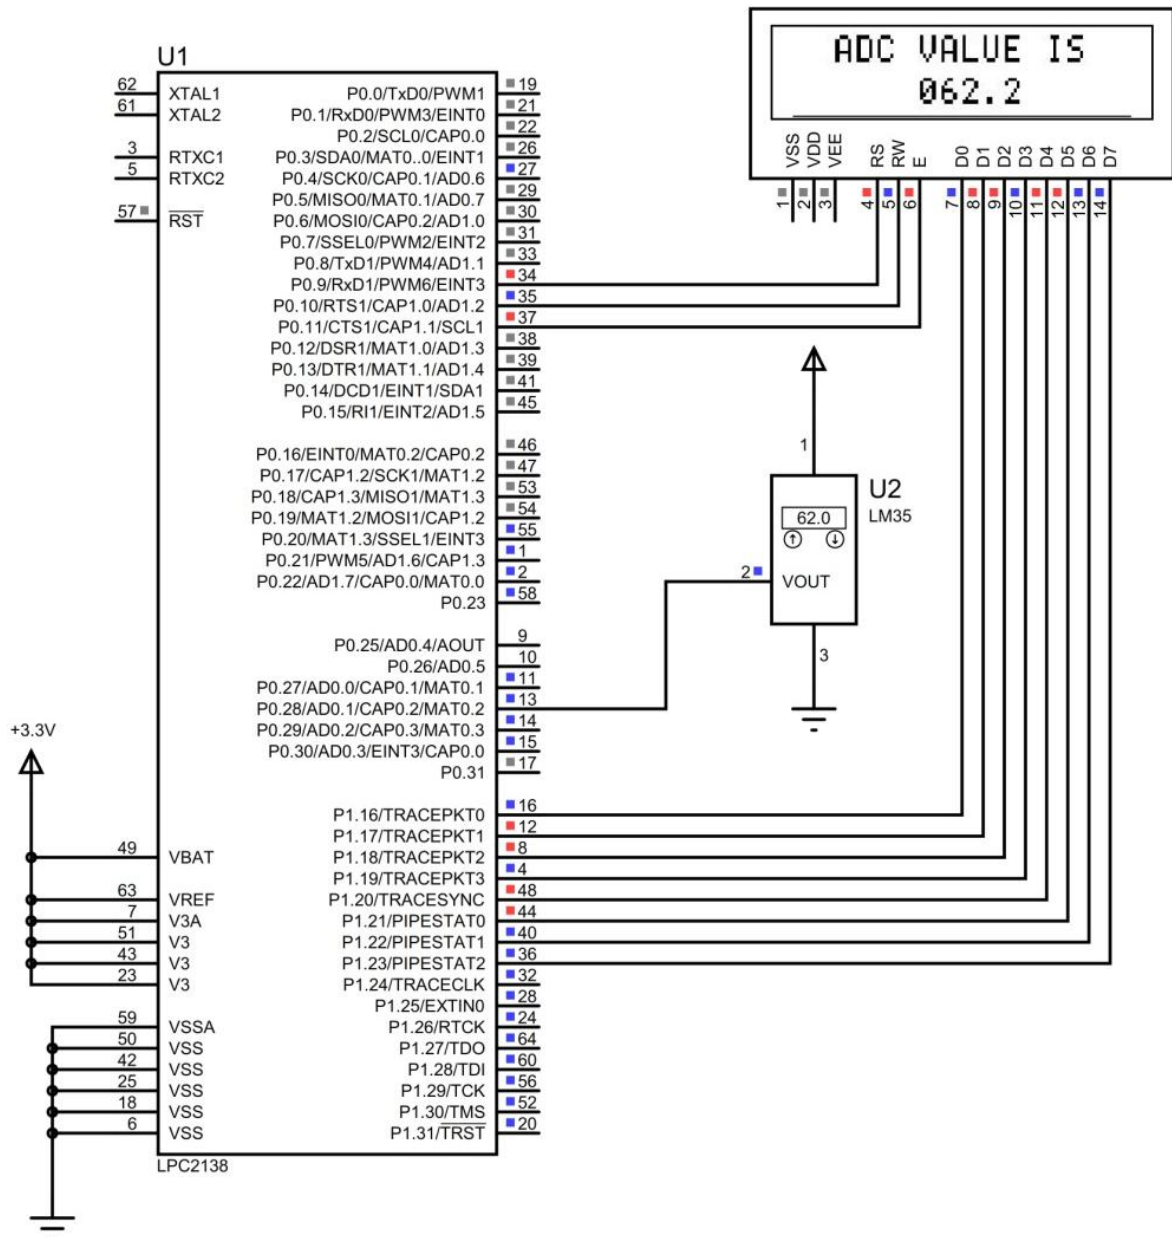 U1
62 XTAL1
61 XTAL2
3 RTXC1
5 RTXC2
57 RST
P0.0/TxD0/PWM1 19
P0.1/RxD0/PWM3/EINT0 21
P0.2/SCL0/CAP0.0 22
P0.3/SDA0/MAT0..0/EINT1 26
P0.4/SCK0/CAP0.1/AD0.6 27
P0.5/MISO0/MAT0.1/AD0.7 29
P0.6/MOSI0/CAP0.2/AD1.0 30
P0.7/SSEL0/PWM2/EINT2 31
P0.8/TxD1/PWM4/AD1.1 33
P0.9/RxD1/PWM6/EINT3 34
P0.10/RTS1/CAP1.0/AD1.2 35
P0.11/CTS1/CAP1.1/SCL1 37
P0.12/DSR1/MAT1.0/AD1.3 38
P0.13/DTR1/MAT1.1/AD1.4 39
P0.14/DCD1/EINT1/SDA1 41
P0.15/RI1/EINT2/AD1.5 45
P0.16/EINT0/MAT0.2/CAP0.2 46
P0.17/CAP1.2/SCK1/MAT1.2 47
P0.18/CAP1.3/MISO1/MAT1.3 53
P0.19/MAT1.2/MOSI1/CAP1.2 54
P0.20/MAT1.3/SSEL1/EINT3 55
P0.21/PWM5/AD1.6/CAP1.3 1
P0.22/AD1.7/CAP0.0/MAT0.0 2
P0.23 58
P0.25/AD0.4/AOUT 9
P0.26/AD0.5 10
P0.27/AD0.0/CAP0.1/MAT0.1 11
P0.28/AD0.1/CAP0.2/MAT0.2 13
P0.29/AD0.2/CAP0.3/MAT0.3 14
P0.30/AD0.3/EINT3/CAP0.0 15
P0.31 17
P1.16/TRACEPKT0 16
P1.17/TRACEPKT1 12
P1.18/TRACEPKT2 8
P1.19/TRACEPKT3 4
P1.20/TRACESYNC 48
P1.21/PIPESTAT0 44
P1.22/PIPESTAT1 40
P1.23/PIPESTAT2 36
P1.24/TRACECLK 32
P1.25/EXTIN0 28
P1.26/RTCK 24
P1.27/TDO 64
P1.28/TDI 60
P1.29/TCK 56
P1.30/TMS 52
P1.31/TRST 20
+3.3V
49 VBAT
63 VREF
7 V3A
51 V3
43 V3
23 V3
59 VSSA
50 VSS
42 VSS
25 VSS
18 VSS
6 VSS
LPC2138
ADC VALUE IS
062.2
VSS VDD VEE RS RW E D0 D1 D2 D3 D4 D5 D6 D7
1 2 3 4 5 6 7 8 9 10 11 12 13 14
1
U2
LM35
62.0
2 VOUT
3